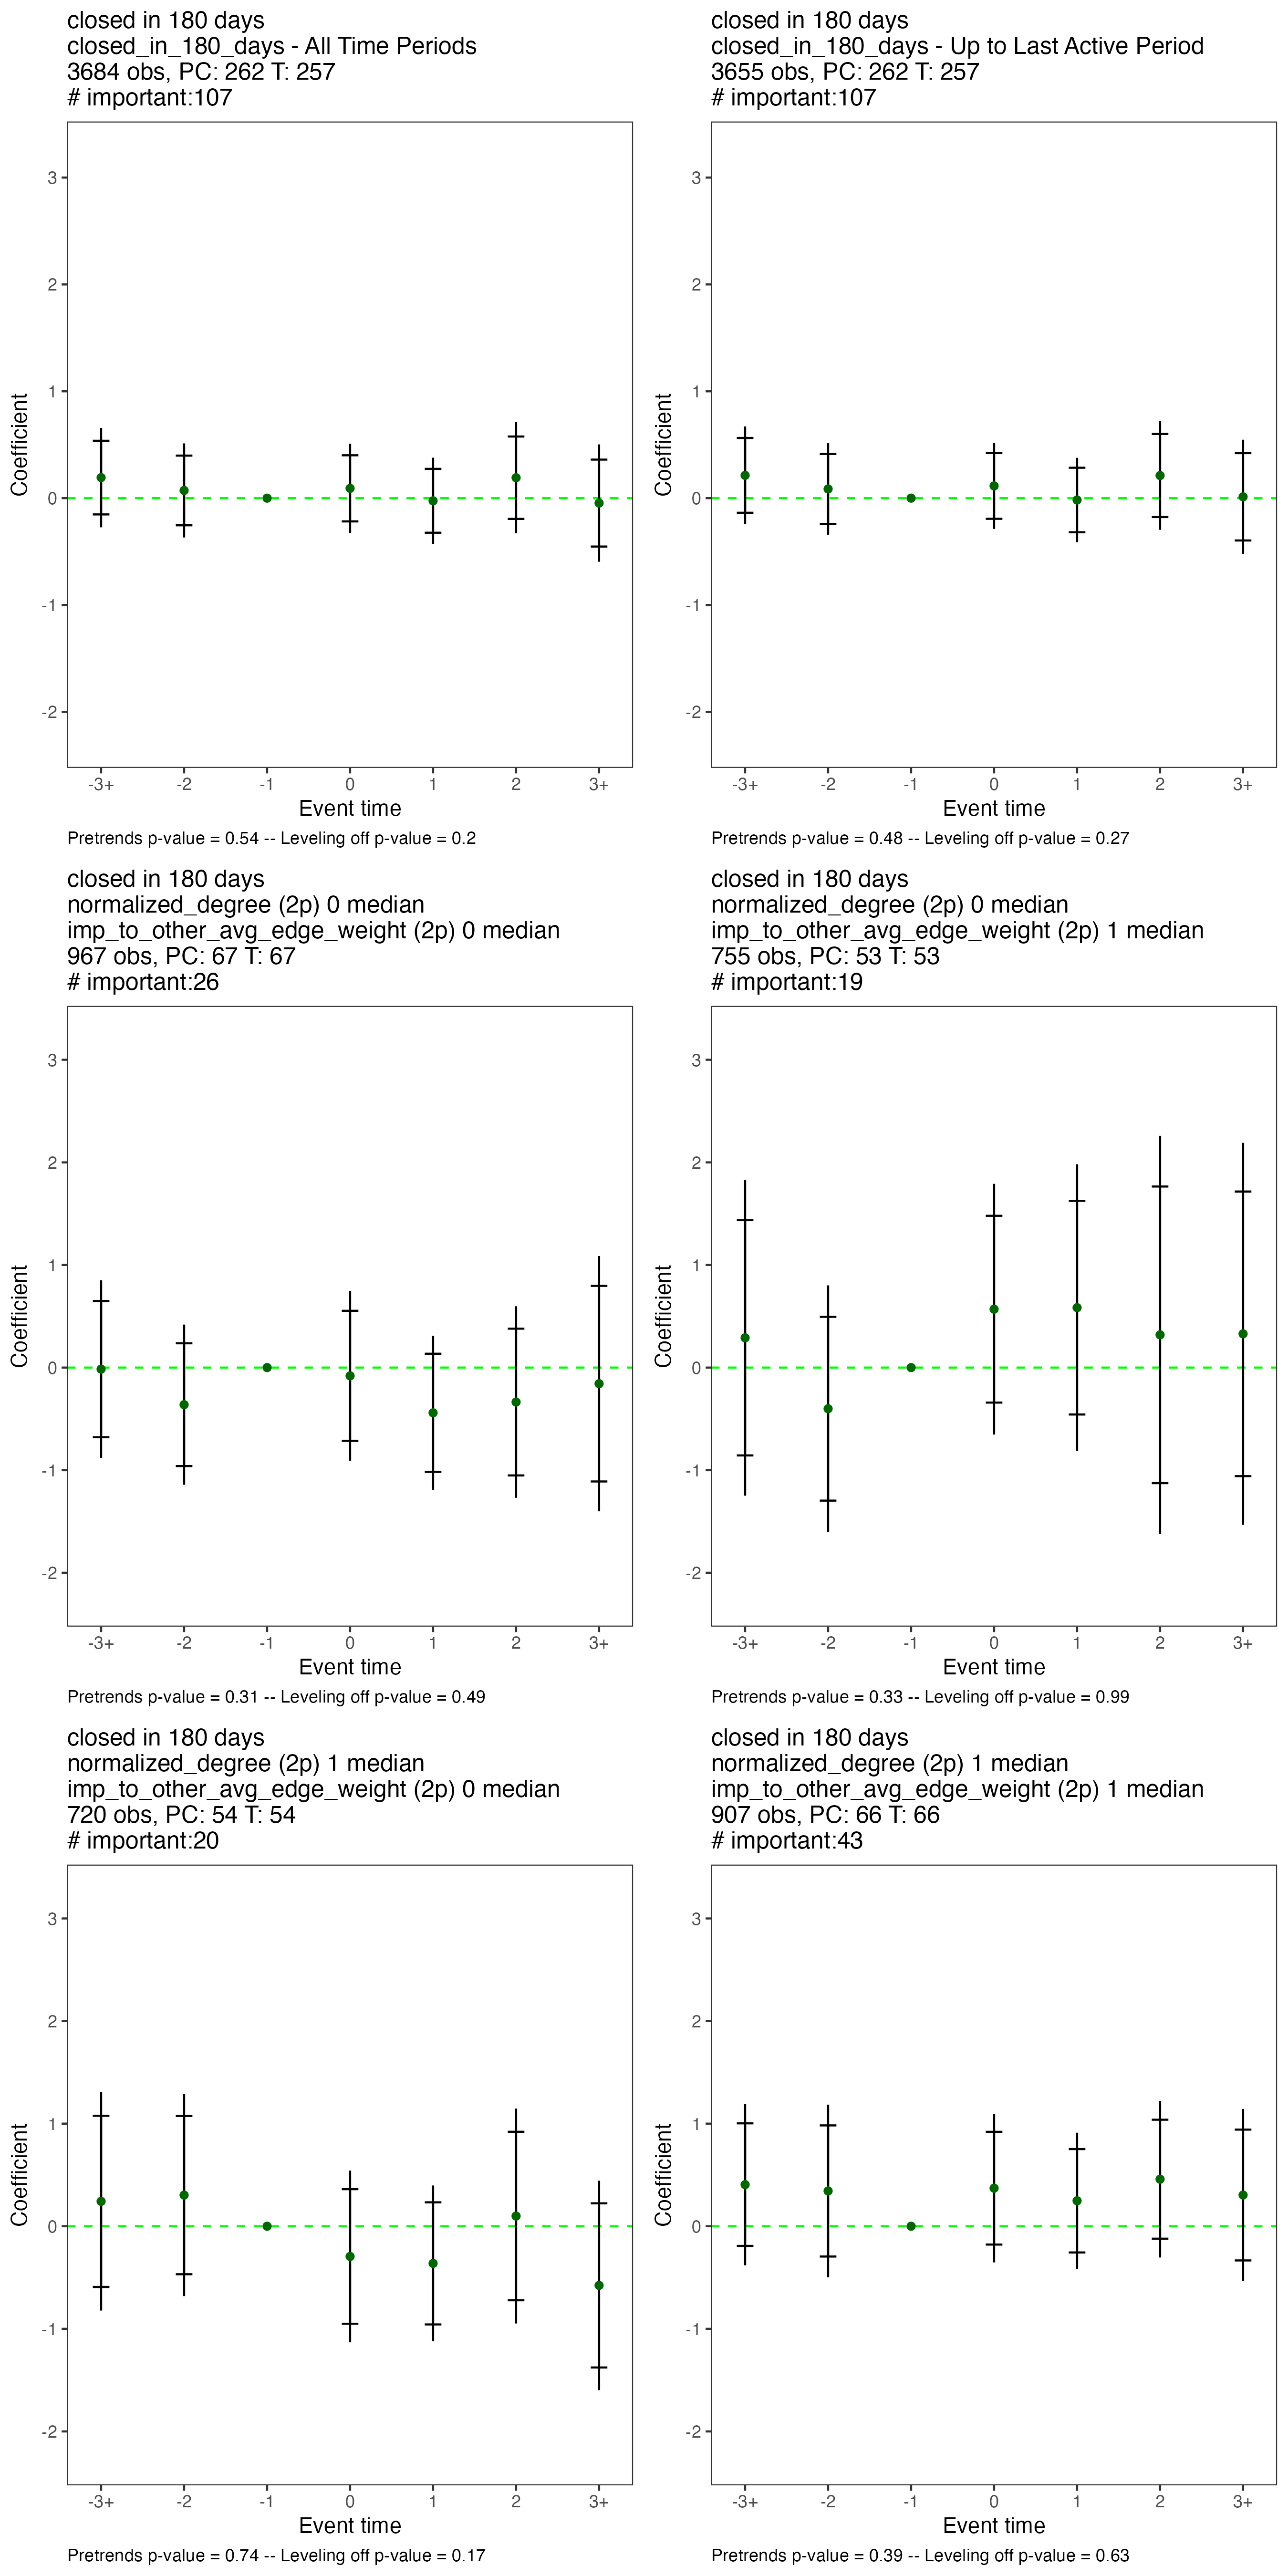 closed in 180 days
closed_in_180_days - All Time Periods
3684 obs, PC: 262 T: 257
# important:107
3
2
1
0
-1
-2
Coefficient
-3+ -2 -1 0 1 2 3+
Event time
Pretrends p-value = 0.54 -- Leveling off p-value = 0.2
closed in 180 days
closed_in_180_days - Up to Last Active Period
3655 obs, PC: 262 T: 257
# important:107
3
2
1
0
-1
-2
Coefficient
-3+ -2 -1 0 1 2 3+
Event time
Pretrends p-value = 0.48 -- Leveling off p-value = 0.27
closed in 180 days
normalized_degree (2p) 0 median
imp_to_other_avg_edge_weight (2p) 0 median
967 obs, PC: 67 T: 67
# important:26
3
2
1
0
-1
-2
Coefficient
-3+ -2 -1 0 1 2 3+
Event time
Pretrends p-value = 0.31 -- Leveling off p-value = 0.49
closed in 180 days
normalized_degree (2p) 0 median
imp_to_other_avg_edge_weight (2p) 1 median
755 obs, PC: 53 T: 53
# important:19
3
2
1
0
-1
-2
Coefficient
-3+ -2 -1 0 1 2 3+
Event time
Pretrends p-value = 0.33 -- Leveling off p-value = 0.99
closed in 180 days
normalized_degree (2p) 1 median
imp_to_other_avg_edge_weight (2p) 0 median
720 obs, PC: 54 T: 54
# important:20
3
2
1
0
-1
-2
Coefficient
-3+ -2 -1 0 1 2 3+
Event time
Pretrends p-value = 0.74 -- Leveling off p-value = 0.17
closed in 180 days
normalized_degree (2p) 1 median
imp_to_other_avg_edge_weight (2p) 1 median
907 obs, PC: 66 T: 66
# important:43
3
2
1
0
-1
-2
Coefficient
-3+ -2 -1 0 1 2 3+
Event time
Pretrends p-value = 0.39 -- Leveling off p-value = 0.63